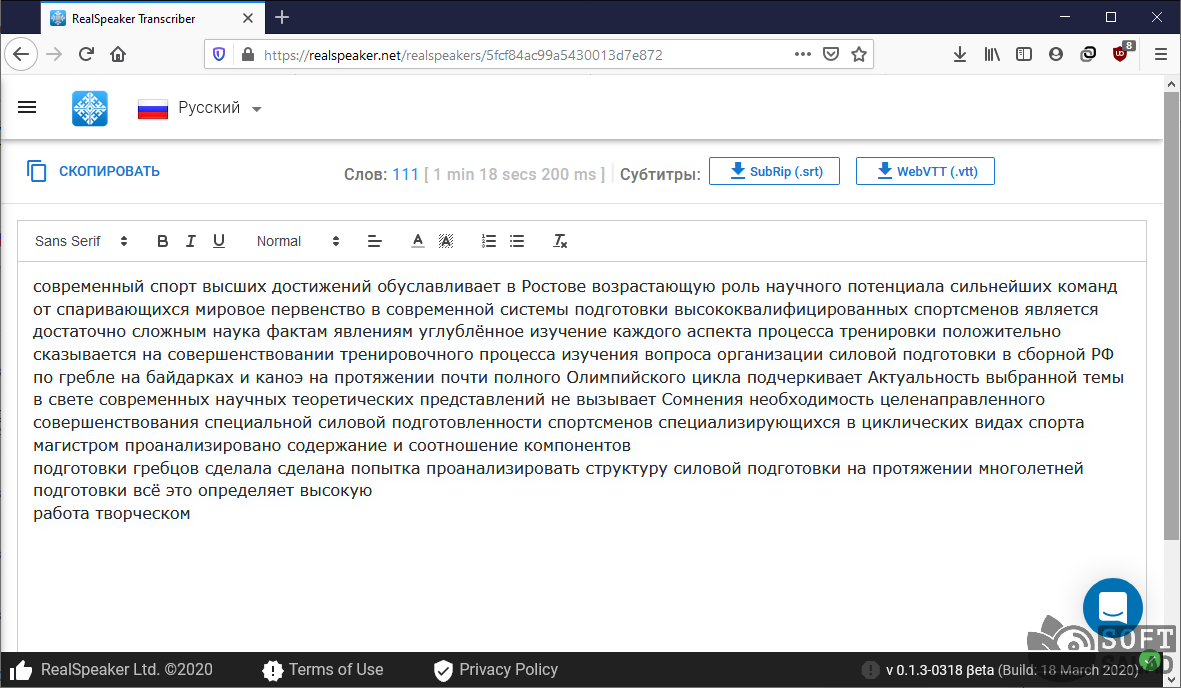 RealSpeaker Transcriber
https://realspeaker.net/realspeakers/5fcf84ac99a5430013d7e872
8
Русский
СКОПИРОВАТЬ
Слов: 111 [ 1 min 18 secs 200 ms ] Субтитры: SubRip (.srt) WebVTT (.vtt)
Sans Serif B I U Normal A A Tx
современный спорт высших достижений обуславливает в Ростове возрастающую роль научного потенциала сильнейших команд
от спаривающихся мировое первенство в современной системы подготовки высококвалифицированных спортсменов является
достаточно сложным наука фактам явлениям углублённое изучение каждого аспекта процесса тренировки положительно
сказывается на совершенствовании тренировочного процесса изучения вопроса организации силовой подготовки в сборной РФ
по гребле на байдарках и каноэ на протяжении почти полного Олимпийского цикла подчеркивает Актуальность выбранной темы
в свете современных научных теоретических представлений не вызывает Сомнения необходимость целенаправленного
совершенствования специальной силовой подготовленности спортсменов специализирующихся в циклических видах спорта
магистром проанализировано содержание и соотношение компонентов
подготовки гребцов сделала сделана попытка проанализировать структуру силовой подготовки на протяжении многолетней
подготовки всё это определяет высокую
работа творческом
SOFT
SALAD
RealSpeaker Ltd. ©2020 Terms of Use Privacy Policy v 0.1.3-0318 βeta (Build: 18 March 2020)